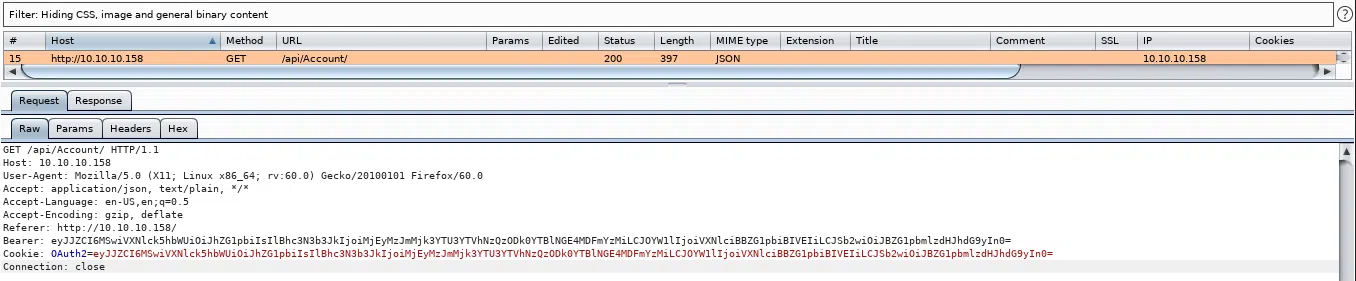 Filter: Hiding CSS, image and general binary content ?
# Host Method URL Params Edited Status Length MIME type Extension Title Comment SSL IP Cookies
15 http://10.10.10.158 GET /api/Account/ 200 397 JSON 10.10.10.158
Request Response
Raw Params Headers Hex
GET /api/Account/ HTTP/1.1
Host: 10.10.10.158
User-Agent: Mozilla/5.0 (X11; Linux x86_64; rv:60.0) Gecko/20100101 Firefox/60.0
Accept: application/json, text/plain, */*
Accept-Language: en-US,en;q=0.5
Accept-Encoding: gzip, deflate
Referer: http://10.10.10.158/
Bearer: eyJJZCI6MSwiVXNlck5hbWUiOiJhZG1pbiIsIlBhc3N3b3JkIjoiMjEyMzJmMjk3YTU3YTVhNzQzODk0YTBlNGE4MDFmYzMiLCJOYW1lIjoiVXNlciBBZG1pbiBIVEIiLCJSb2wiOiJBZG1pbmlzdHJhdG9yIn0=
Cookie: OAuth2=eyJJZCI6MSwiVXNlck5hbWUiOiJhZG1pbiIsIlBhc3N3b3JkIjoiMjEyMzJmMjk3YTU3YTVhNzQzODk0YTBlNGE4MDFmYzMiLCJOYW1lIjoiVXNlciBBZG1pbiBIVEIiLCJSb2wiOiJBZG1pbmlzdHJhdG9yIn0=
Connection: close